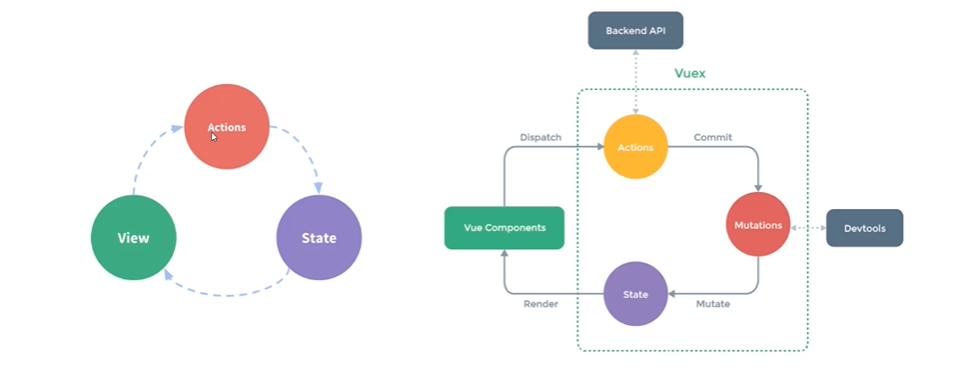 Actions
View
State
Backend API
Vuex
Dispatch
Actions
Commit
Vue Components
Mutations
Devtools
State
Render
Mutate